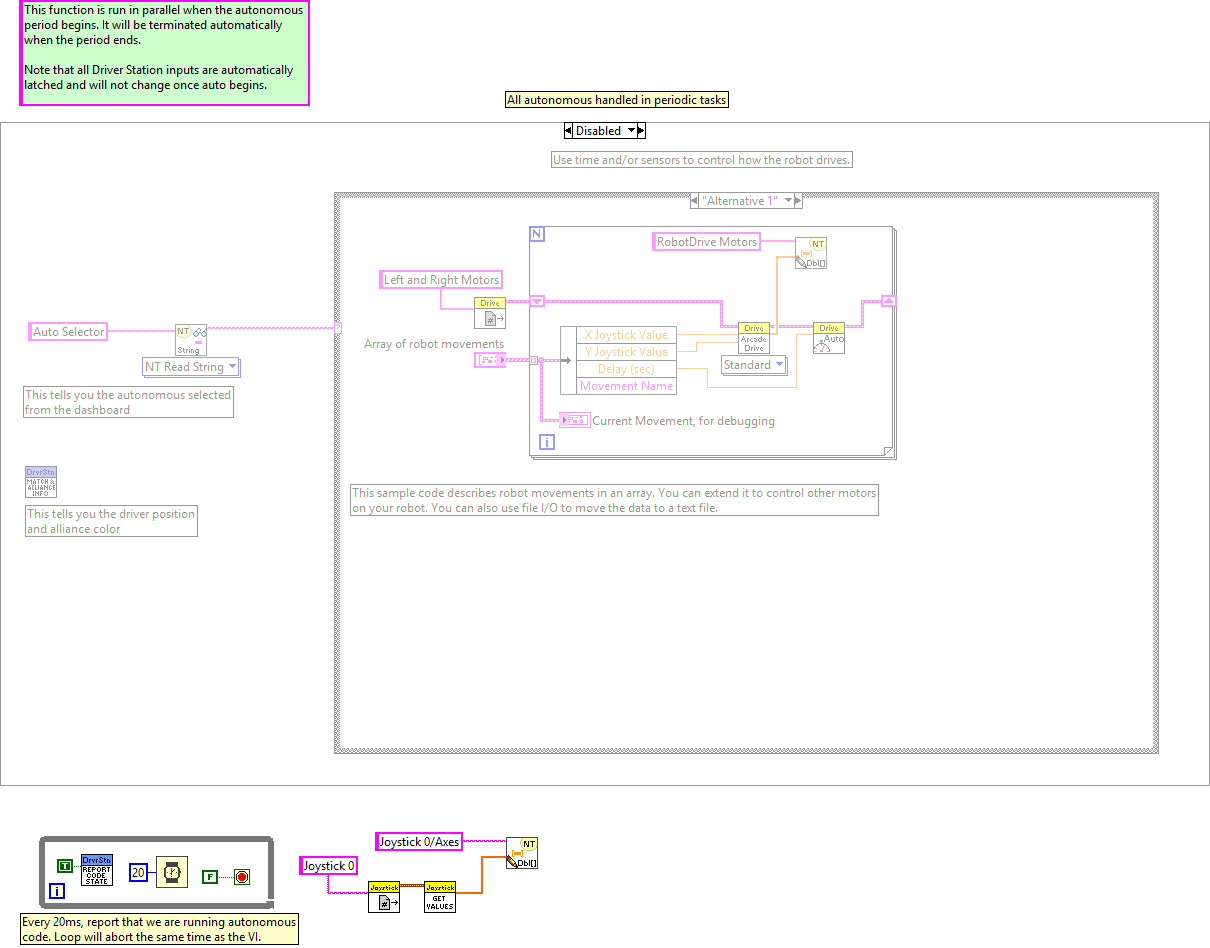 This function is run in parallel when the autonomous
period begins. It will be terminated automatically
when the period ends.
Note that all Driver Station inputs are automatically
latched and will not change once auto begins.
All autonomous handled in periodic tasks
Disabled
Use time and/or sensors to control how the robot drives.
"Alternative 1"
N
RobotDrive Motors
NT
Dbl[]
Left and Right Motors
Drive
#
Auto Selector
NT
String
NT Read String
?
This tells you the autonomous selected
from the dashboard
Array of robot movements
X Joystick Value
Y Joystick Value
Delay (sec)
Movement Name
Drive
Arcade
Drive
Standard
Drive
Auto
Current Movement, for debugging
i
DrvrStn
MATCH &
ALLIANCE
INFO
This tells you the driver position
and alliance color
This sample code describes robot movements in an array. You can extend it to control other motors
on your robot. You can also use file I/O to move the data to a text file.
T
DrvrStn
REPORT
CODE
STATE
20
F
i
Every 20ms, report that we are running autonomous
code. Loop will abort the same time as the VI.
Joystick 0/Axes
NT
Dbl[]
Joystick 0
Joystick
#
Joystick
GET
VALUES